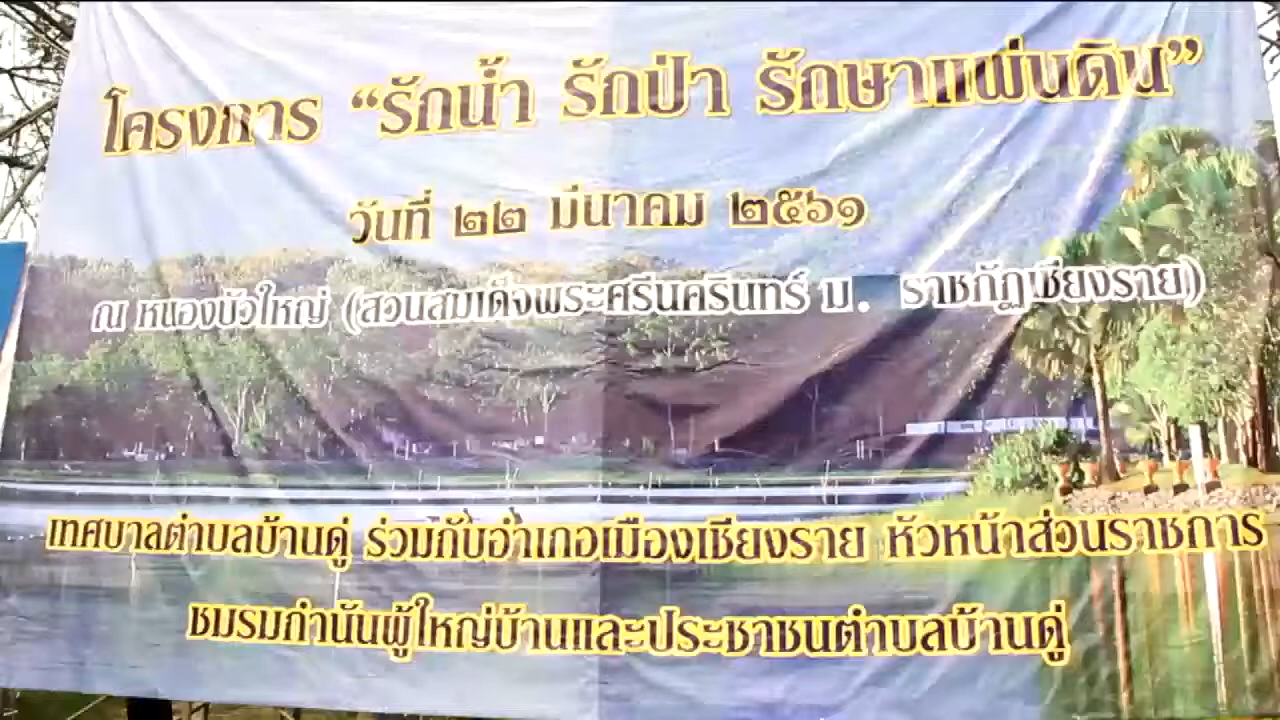 โครงการ “รักน้ำ รักป่า รักษาแผ่นดิน”
วันที่ ๒๒ มีนาคม ๒๕๖๑
ณ หนองบัวใหญ่ (สวนสมเด็จพระศรีนครินทร์ ม. ราชภัฏเชียงราย)
เทศบาลตำบลบ้านดู่ ร่วมกับอำเภอเมืองเชียงราย หัวหน้าส่วนราชการ
ชมรมกำนันผู้ใหญ่บ้านและประชาชนตำบลบ้านดู่